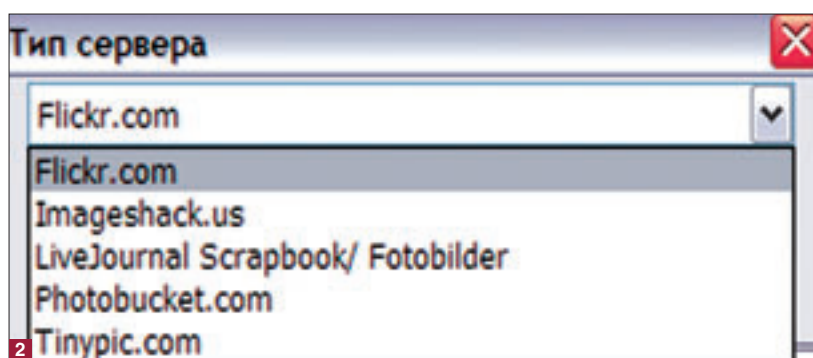 Тип сервера
Flickr.com
Flickr.com
Imageshack.us
LiveJournal Scrapbook/ Fotobilder
Photobucket.com
2 Tinypic.com